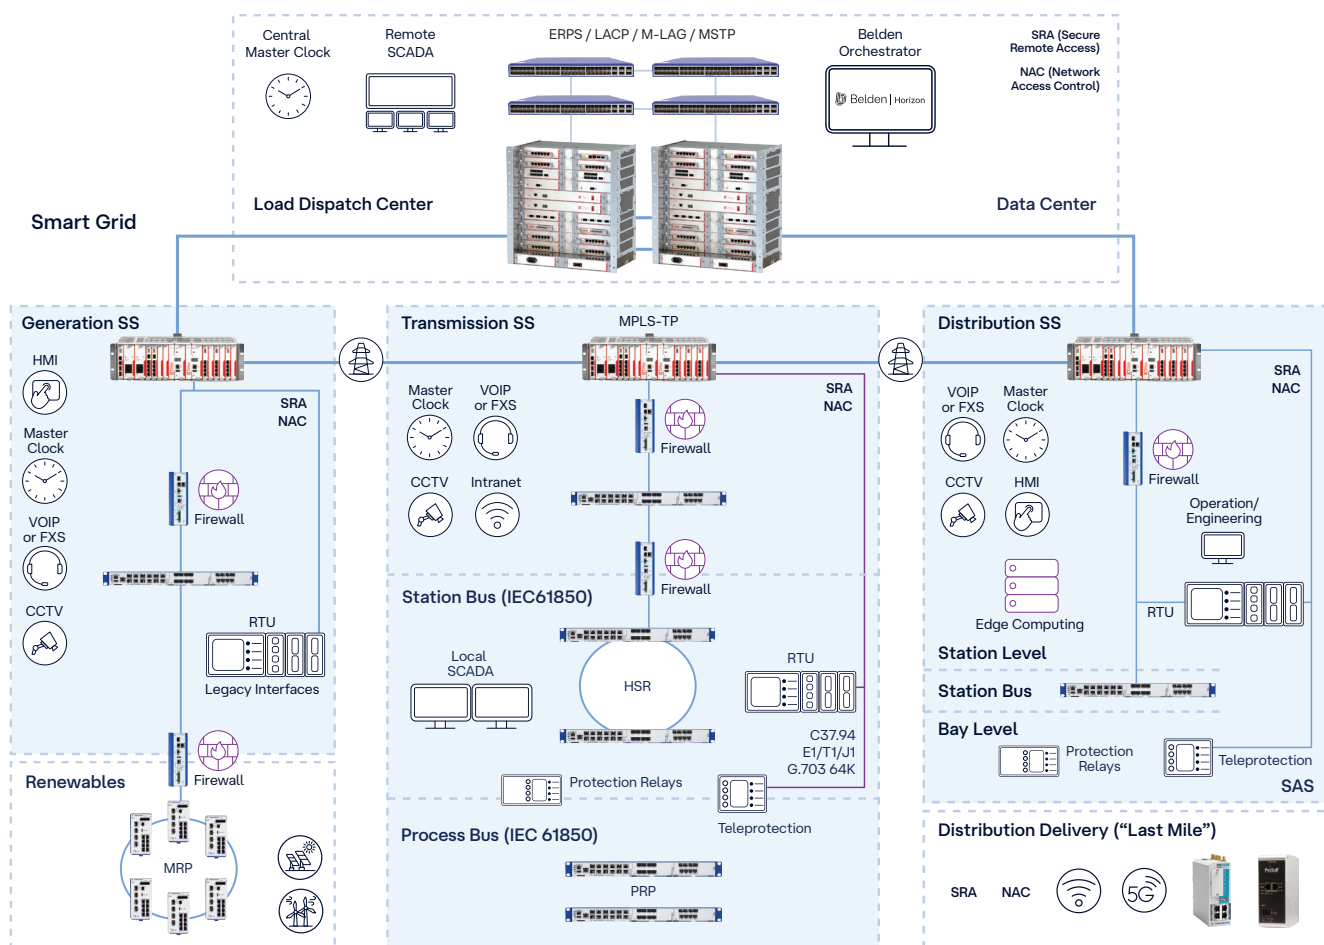 Central
Master Clock
Remote
SCADA
ERPS / LACP / M-LAG / MSTP
Belden
Orchestrator
Belden | Horizon
SRA (Secure
Remote Access)
NAC (Network
Access Control)
Load Dispatch Center
Data Center
Smart Grid
Generation SS
HMI
Master
Clock
VOIP
or FXS
CCTV
SRA
NAC
Firewall
RTU
Legacy Interfaces
Firewall
Renewables
MRP
Transmission SS
MPLS-TP
Master
Clock
VOIP
or FXS
CCTV
Intranet
SRA
NAC
Firewall
Firewall
Station Bus (IEC61850)
Local
SCADA
HSR
RTU
C37.94
E1/T1/J1
G.703 64K
Protection Relays
Teleprotection
Process Bus (IEC 61850)
PRP
Distribution SS
VOIP
or FXS
Master
Clock
CCTV
HMI
SRA
NAC
Firewall
Operation/
Engineering
Edge Computing
RTU
Station Level
Station Bus
Bay Level
Protection
Relays
Teleprotection
SAS
Distribution Delivery (“Last Mile”)
SRA
NAC
5G
ProSoft